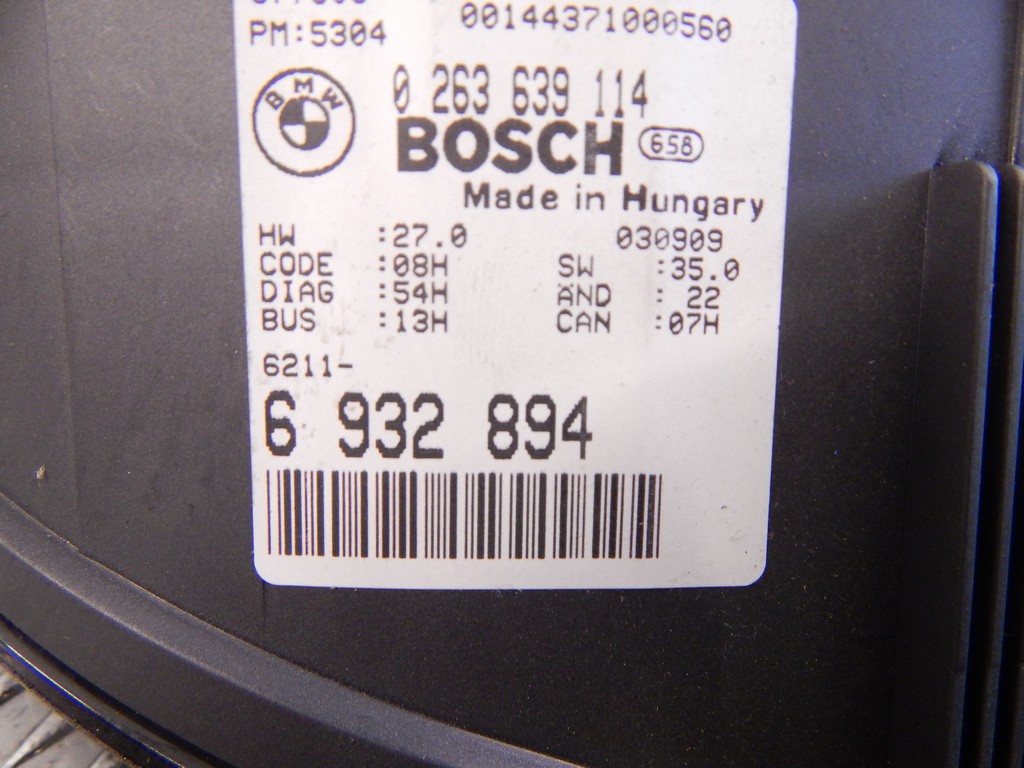 00144371000560
PM:5304
BMW
0 263 639 114
BOSCH 658
Made in Hungary
HW :27.0 030909
CODE :08H SW :35.0
DIAG :54H ÄND : 22
BUS :13H CAN :07H
6211-
6 932 894